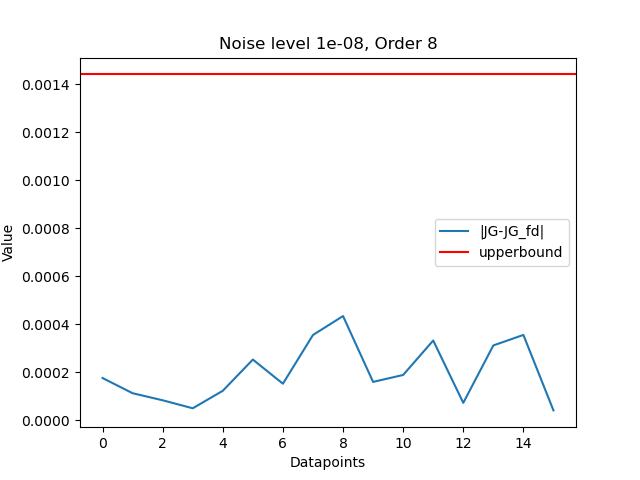 Noise level 1e-08, Order 8
0.0014
0.0012
0.0010
0.0008
0.0006
0.0004
0.0002
0.0000
Value
|JG-JG_fd|
upperbound
0 2 4 6 8 10 12 14
Datapoints